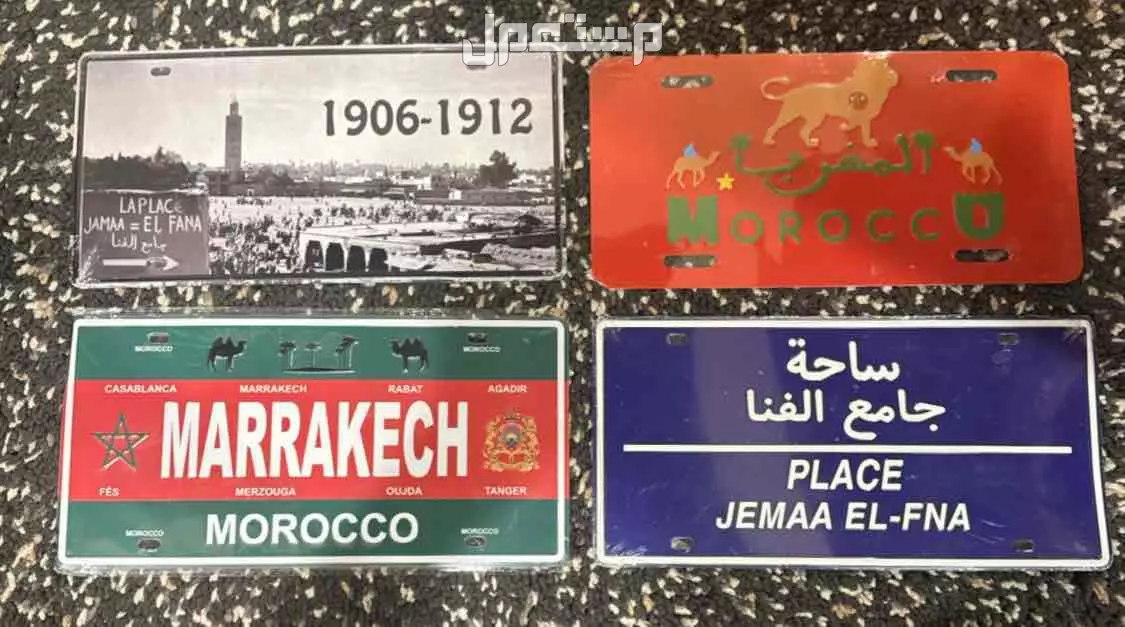 مستعمل
1906-1912
LA PLACE
JAMAA = EL FANA
جامع الفنا
المغرب
MOROCCO
MOROCCO MOROCCO
CASABLANCA MARRAKECH RABAT AGADIR
MARRAKECH
FÉS MERZOUGA OUJDA TANGER
MOROCCO MOROCCO
MOROCCO
ساحة
جامع الفنا
PLACE
JEMAA EL-FNA